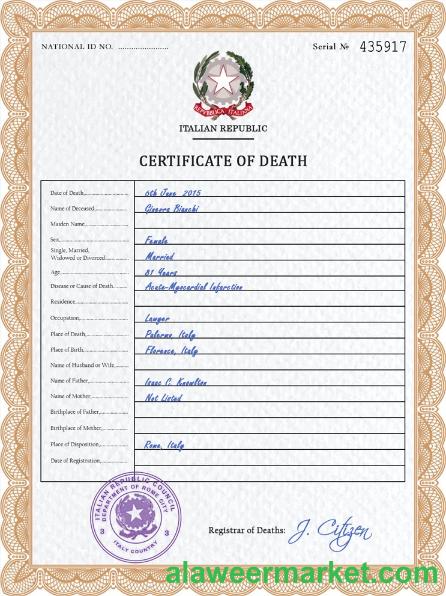 NATIONAL ID NO. ........................
Serial № 435917
REPVBBLICA ITALIANA
ITALIAN REPUBLIC
CERTIFICATE OF DEATH
Date of Death 6th June 2015
Name of Deceased Ginevra Bianchi
Maiden Name
Sex Female
Single, Married,
Widowed or Divorced Married
Age 81 Years
Disease or Cause of Death Acute-Myocardial Infarction
Residence
Occupation Lawyer
Place of Death Palermo, Italy
Place of Birth Florence, Italy
Name of Husband or Wife
Name of Father Isaac C. Knowlton
Name of Mother Not Listed
Birthplace of Father
Birthplace of Mother
Place of Disposition Rome, Italy
Date of Registration
ITALIAN REPUBLIC COUNCIL
DEPARTMENT OF ROME CITY
3 3
ITALY COUNTRY
Registrar of Deaths: J. Citizen
alaweermarket.com